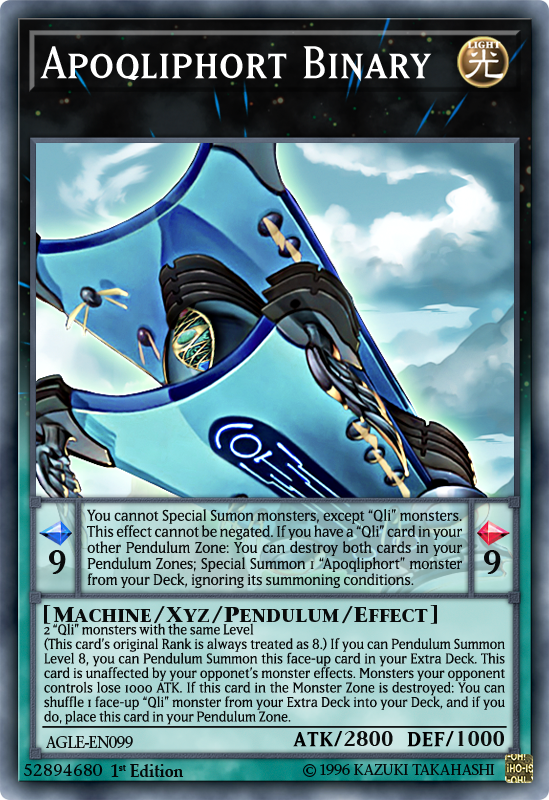 APOQLIPHORT BINARY
LIGHT
光
You cannot Special Sumon monsters, except “Qli” monsters.
This effect cannot be negated. If you have a “Qli” card in your
other Pendulum Zone: You can destroy both cards in your
Pendulum Zones; Special Summon 1 “Apoqliphort” monster
from your Deck, ignoring its summoning conditions.
9
9
[MACHINE/XYZ/PENDULUM/EFFECT]
2 “Qli” monsters with the same Level
(This card's original Rank is always treated as 8.) If you can Pendulum Summon
Level 8, you can Pendulum Summon this face-up card in your Extra Deck. This
card is unaffected by your opponet's monster effects. Monsters your opponent
controls lose 1000 ATK. If this card in the Monster Zone is destroyed: You can
shuffle 1 face-up “Qli” monster from your Extra Deck into your Deck, and if you
do, place this card in your Pendulum Zone.
AGLE-EN099
ATK/2800 DEF/1000
52894680 1st Edition
© 1996 KAZUKI TAKAHASHI